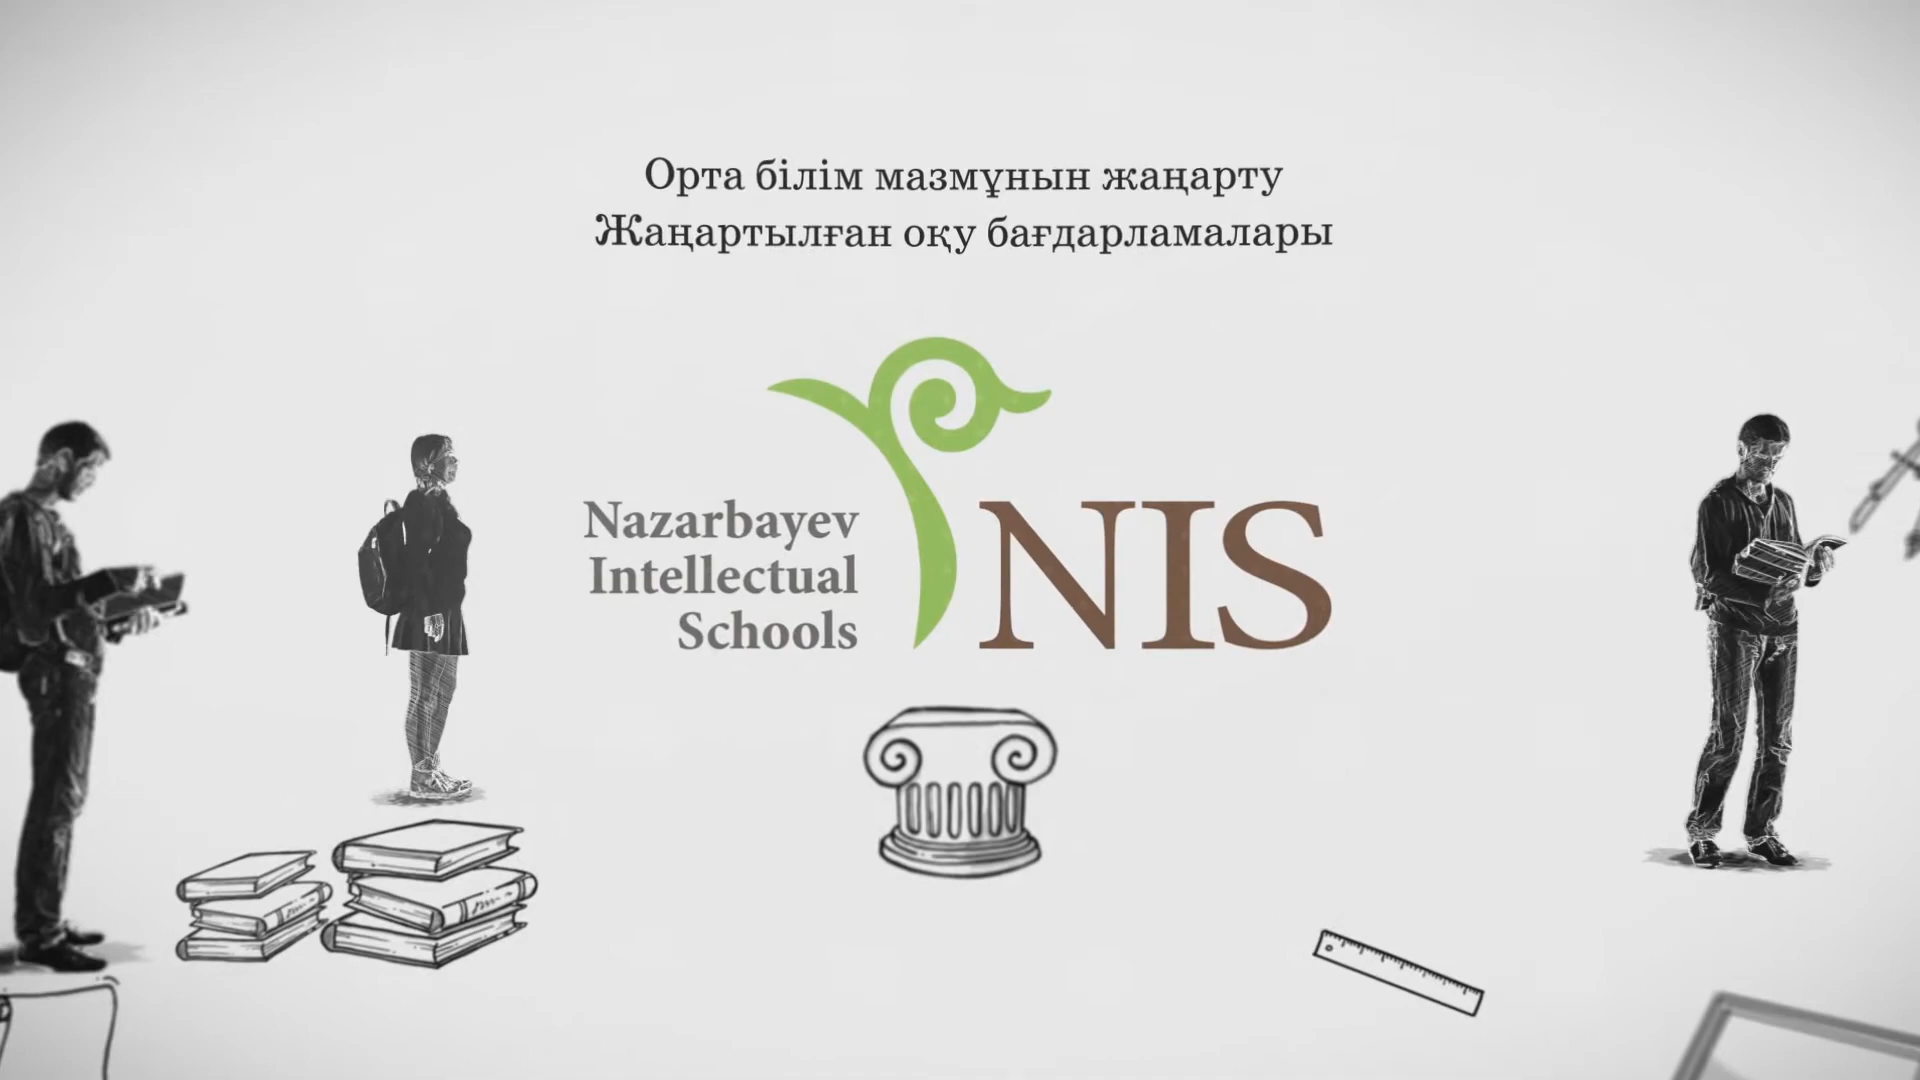 Орта білім мазмұнын жаңарту
Жаңартылған оқу бағдарламалары
Nazarbayev
Intellectual
Schools
NIS